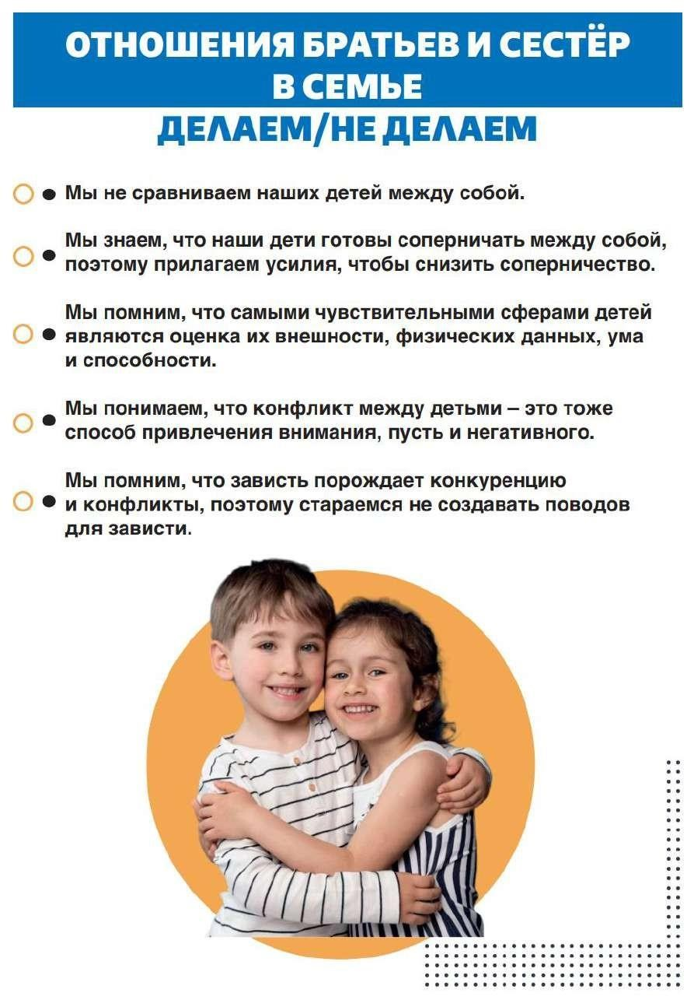 ОТНОШЕНИЯ БРАТЬЕВ И СЕСТЁР
В СЕМЬЕ
ДЕЛАЕМ/НЕ ДЕЛАЕМ
Мы не сравниваем наших детей между собой.
Мы знаем, что наши дети готовы соперничать между собой,
поэтому прилагаем усилия, чтобы снизить соперничество.
Мы помним, что самыми чувствительными сферами детей
являются оценка их внешности, физических данных, ума
и способности.
Мы понимаем, что конфликт между детьми – это тоже
способ привлечения внимания, пусть и негативного.
Мы помним, что зависть порождает конкуренцию
и конфликты, поэтому стараемся не создавать поводов
для зависти.